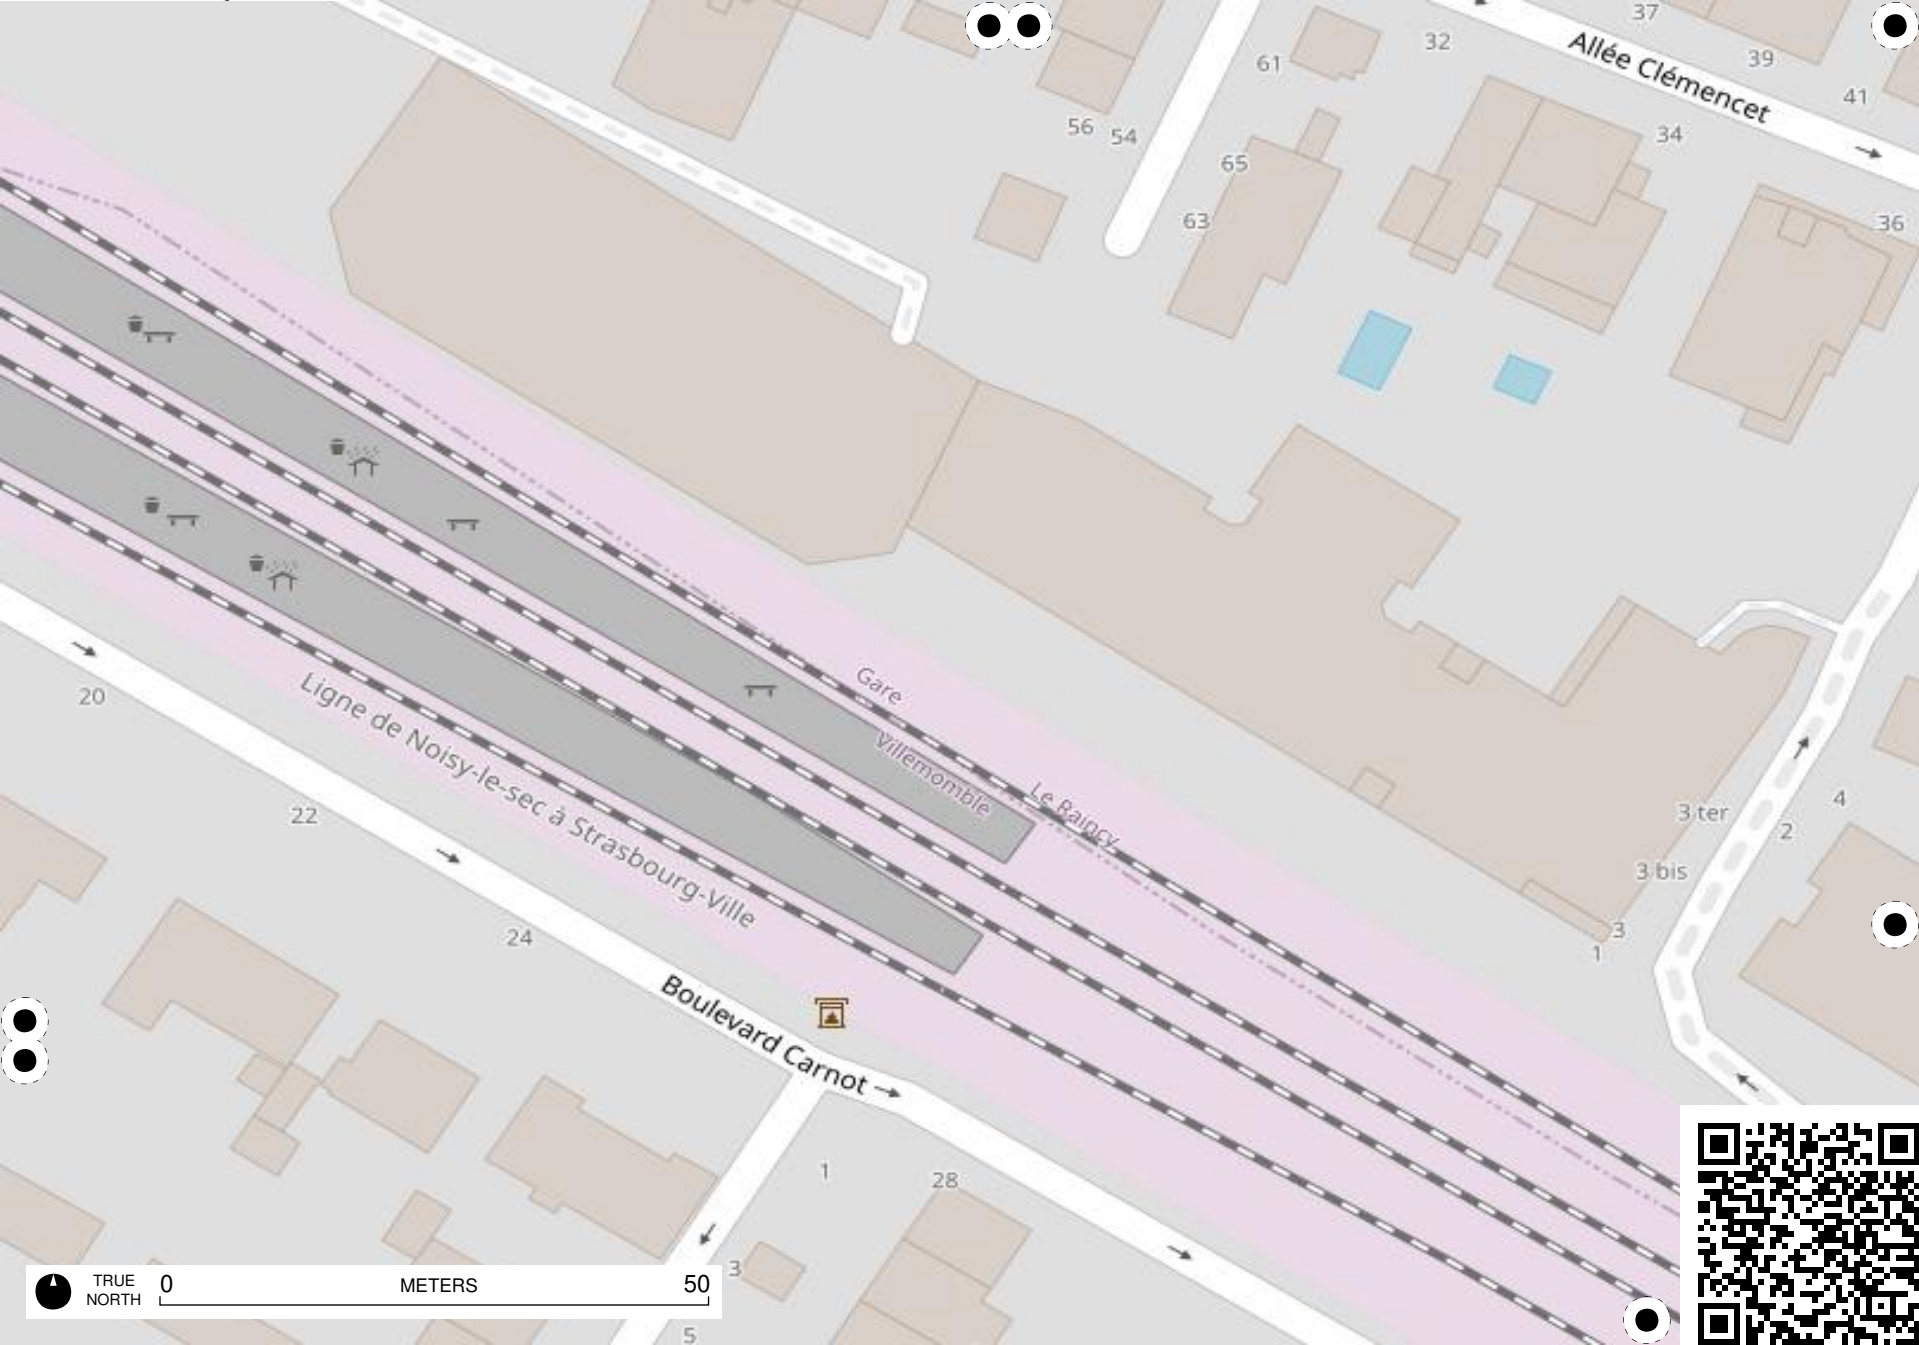 37
32
Allée Clémencet
39
61
41
56
54
34
65
63
36
Gare
Villemomble
Le Raincy
20
Ligne de Noisy-le-sec à Strasbourg-Ville
22
24
3 ter
4
2
3 bis
3
1
Boulevard Carnot
1
28
3
5
TRUE
NORTH
0 METERS 50